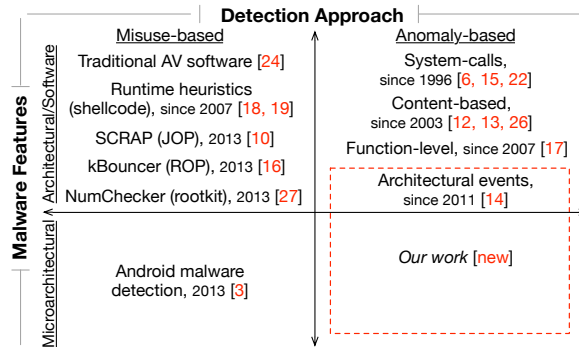 Detection Approach
Misuse-based
Anomaly-based
Malware Features
Architectural/Software
Microarchitectural
Traditional AV software [24]
Runtime heuristics
(shellcode), since 2007 [18, 19]
SCRAP (JOP), 2013 [10]
kBouncer (ROP), 2013 [16]
NumChecker (rootkit), 2013 [27]
System-calls,
since 1996 [6, 15, 22]
Content-based,
since 2003 [12, 13, 26]
Function-level, since 2007 [17]
Architectural events,
since 2011 [14]
Android malware
detection, 2013 [3]
Our work [new]